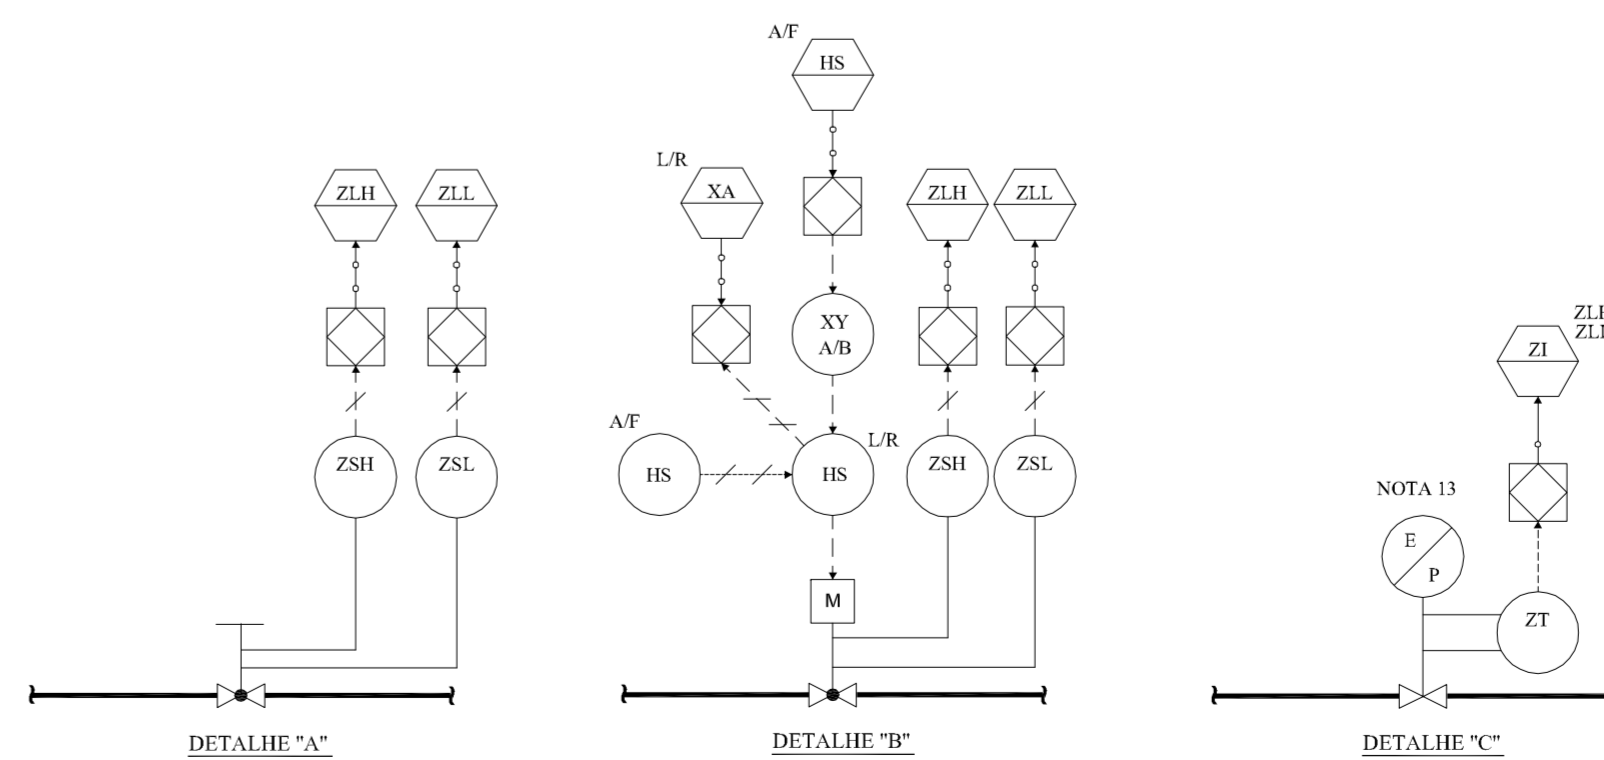 A/F
HS
L/R
XA
ZLH
ZLL
ZLH
ZLL
XY
A/B
A/F
HS
HS
L/R
ZSH
ZSL
ZSH
ZSL
M
ZI
NOTA 13
E
P
ZT
DETALHE "A"
DETALHE "B"
DETALHE "C"